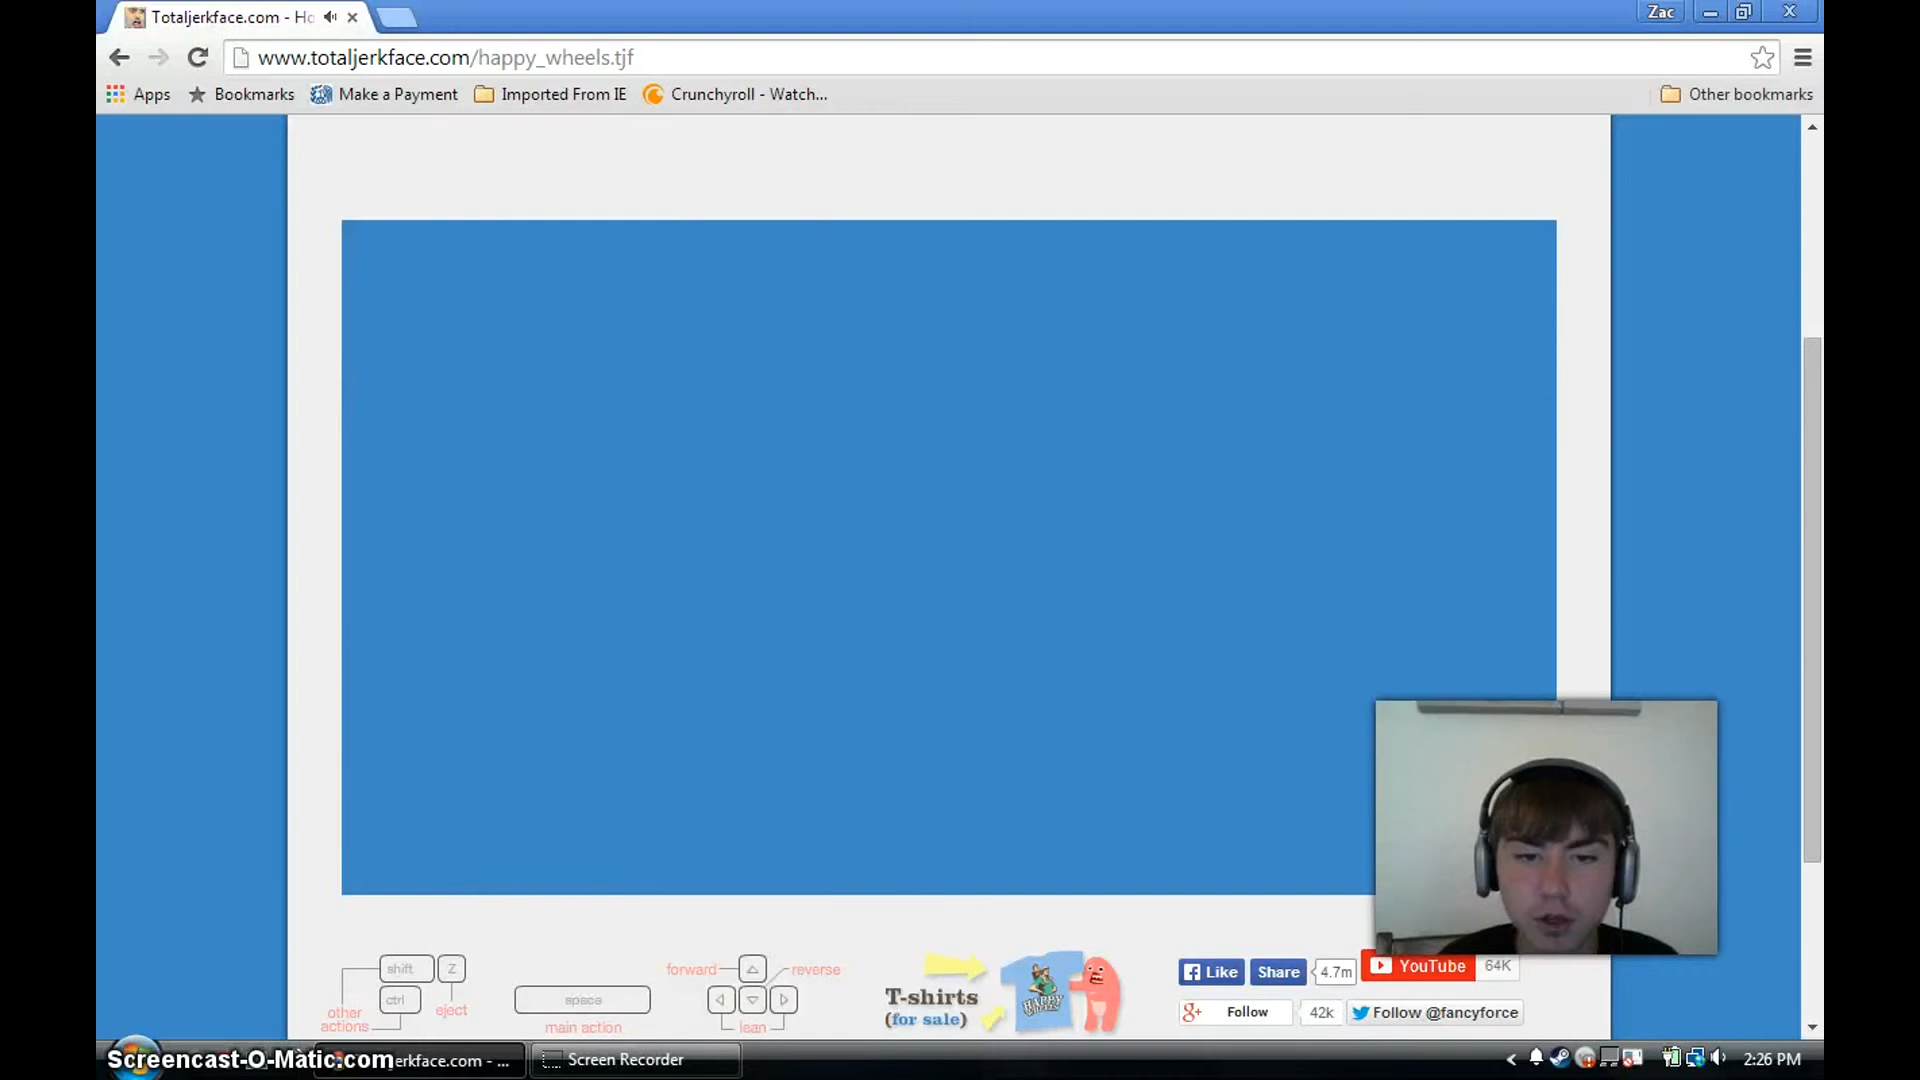 Totaljerkface.com - Ho
Zac
www.totaljerkface.com/happy_wheels.tjf
Apps Bookmarks Make a Payment Imported From IE Crunchyroll - Watch... Other bookmarks
shift Z
ctrl
other
actions
eject
space
main action
forward reverse
lean
T-shirts
(for sale)
HAPPY
Like Share 4.7m YouTube 64K
Follow 42k Follow @fancyforce
Screencast-O-Matic.com
erkface.com - ...
Screen Recorder
2:26 PM